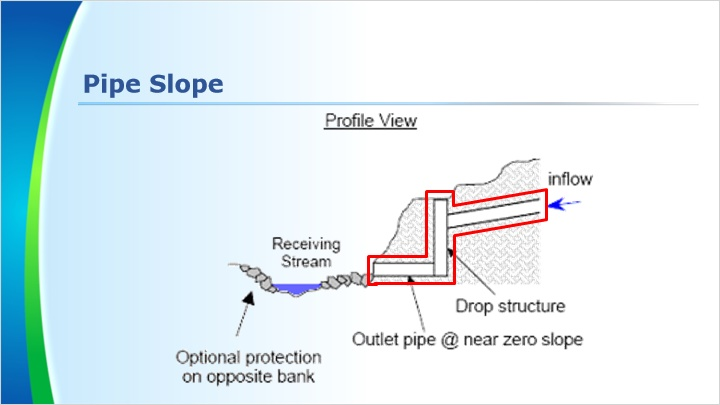 Pipe Slope
Profile View
inflow
Receiving
Stream
Drop structure
Outlet pipe @ near zero slope
Optional protection
on opposite bank